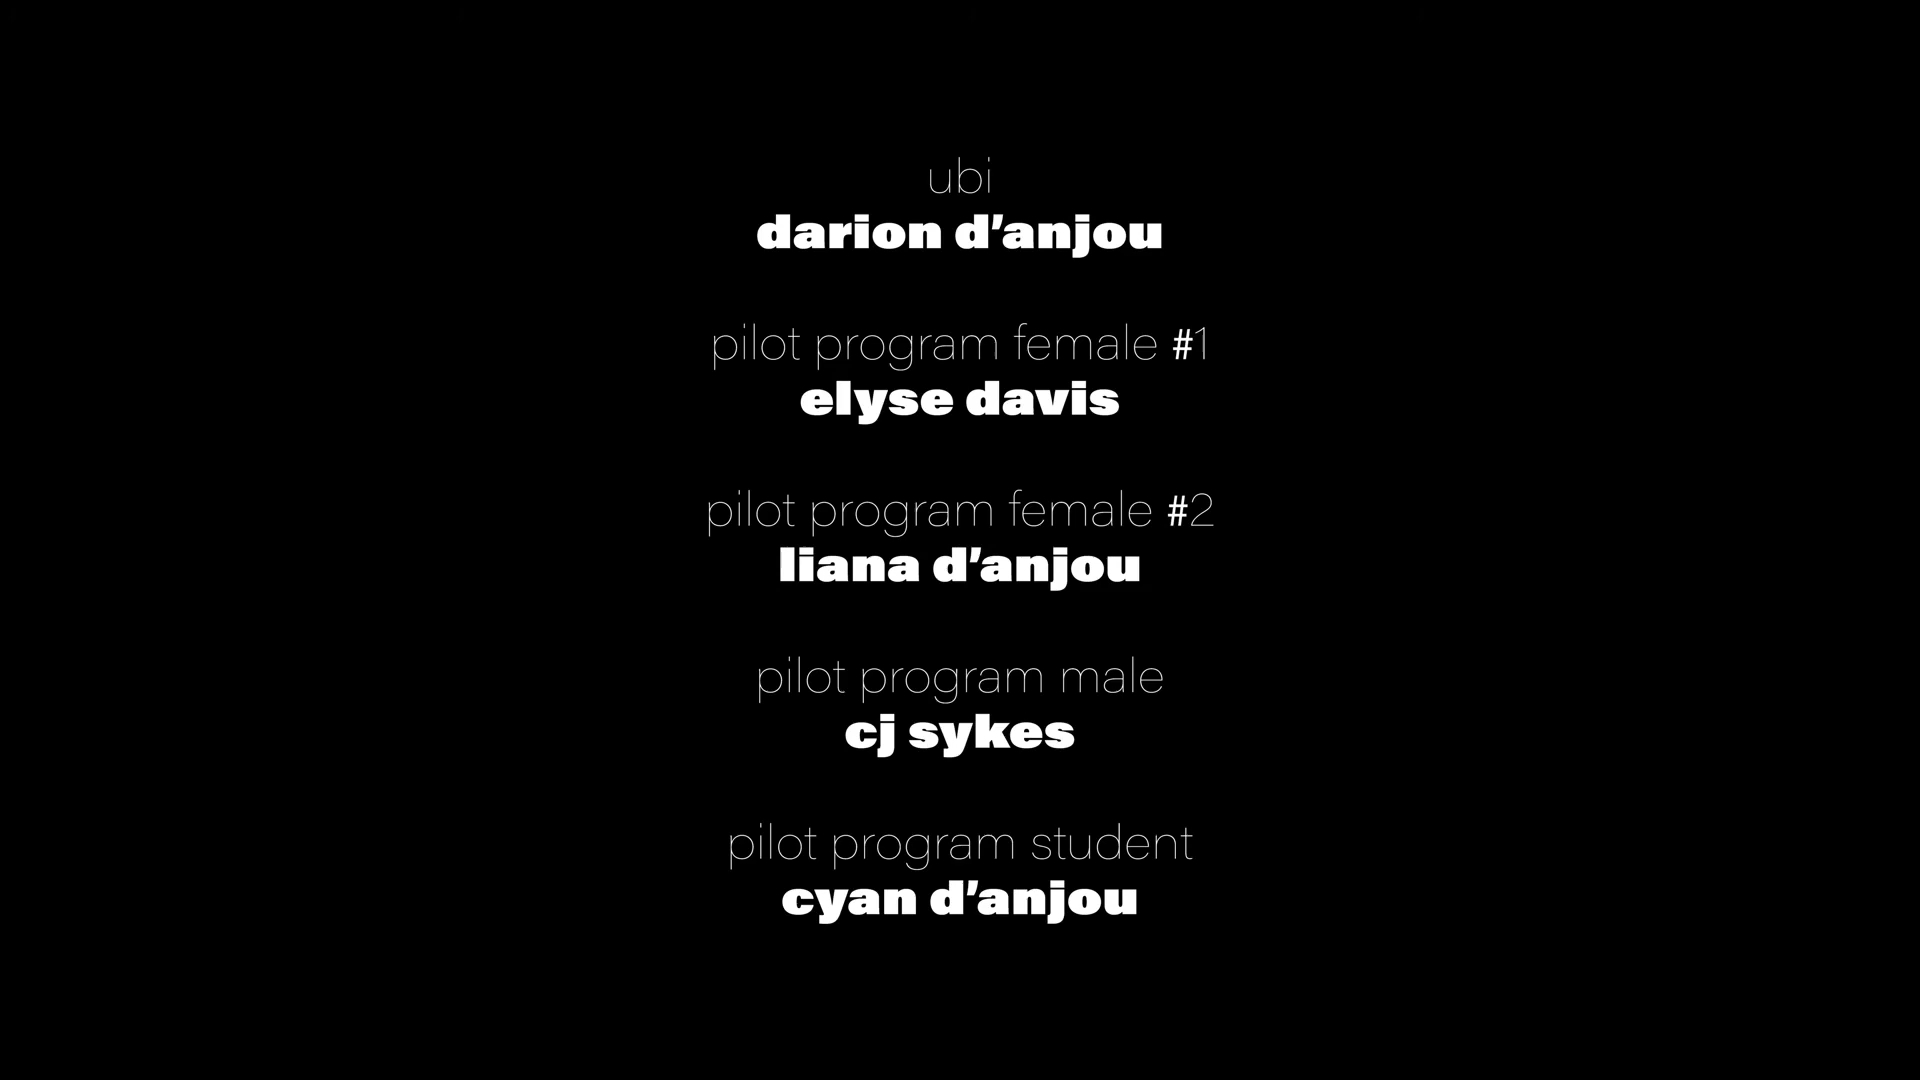 ubi
darion d’anjou
pilot program female #1
elyse davis
pilot program female #2
liana d’anjou
pilot program male
cj sykes
pilot program student
cyan d’anjou